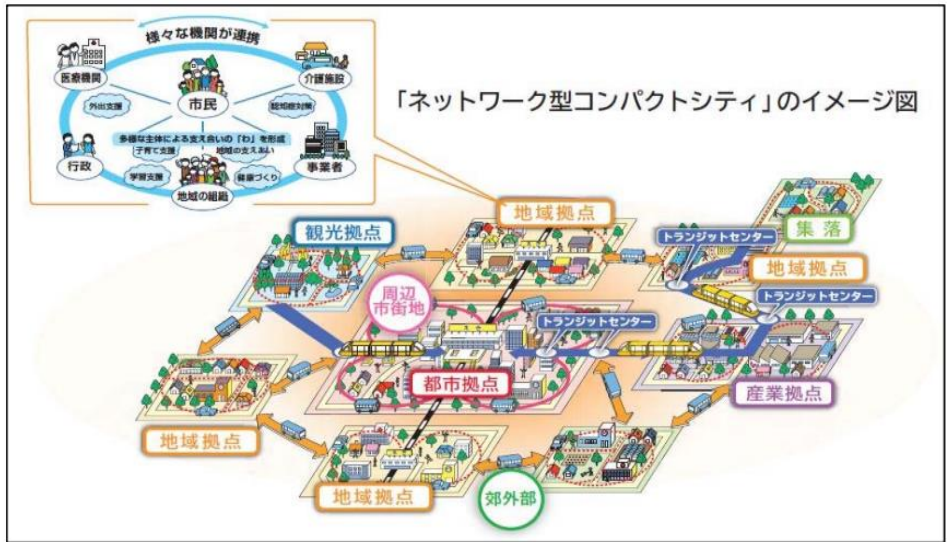 様々な機関が連携
医療機関
介護施設
外出支援
市民
認知症対策
多様な主体による支え合いの「わ」を形成
子育て支援
地域の支えあい
行政
事業者
学習支援
健康づくり
地域の組織
「ネットワーク型コンパクトシティ」のイメージ図
地域拠点
観光拠点
トランジットセンター
集落
地域拠点
周辺
市街地
トランジットセンター
トランジットセンター
都市拠点
産業拠点
地域拠点
地域拠点
郊外部